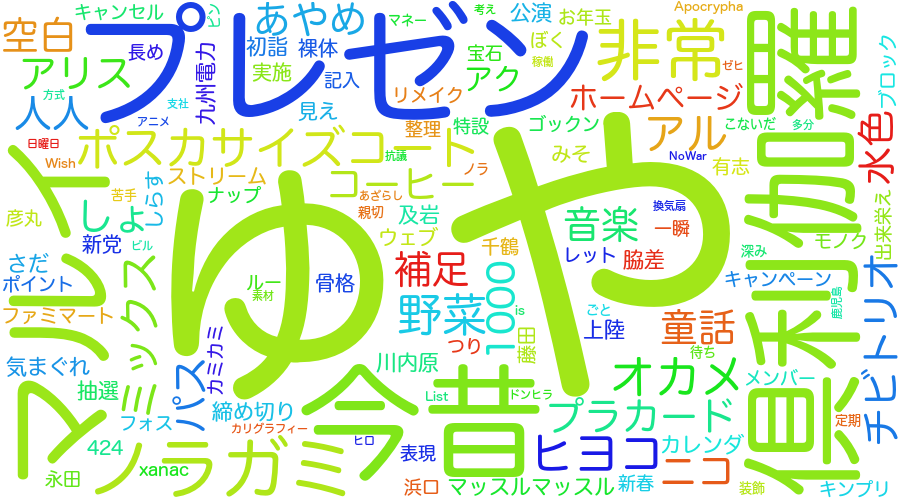 キャンセル
ピン
あやめ
マネー
考え
公演
お年玉
Apocrypha
空白
プレゼン
長め
初詣
裸体
ぼく
宝石
稼働
非常
羅
ブロック
アリス
九州電力
実施
記入
アク
ゼヒ
方式
支社
見え
リメイク
ホームページ
人人
アニメ
整理
特設
ゴックン
アル
こないだ
多分
水色
日曜日
ポスカサイズコート
抗議
NoWar
Wish
ストリーム
コーヒー
ノラ
みそ
有志
伽
マルイ
苦手
しらす
ナップ
あざらし
親切
換気扇
彦丸
しょ
及岩
ゆや
音楽
一瞬
出来栄え
新党
ビル
ウェブ
千鶴
レット
脇差
深み
モノク
さだ
ミックス
ルー
骨格
補足
キャンペーン
ポイント
素材
1000
is
ごと
鹿児島
チビトリオ
ファミマート
カミカミ
野菜
上陸
童話
倶利
気まぐれ
パス
川内原
つり
藤田
待ち
抽選
今昔
オカメ
メンバー
フォス
締め切り
List
ドンヒラ
プラカード
定期
424
カリグラフィー
ヒロ
表現
ヒヨコ
カレンダ
永田
ノラガミ
xanac
浜口
マッスルマッスル
新春
ニコ
装飾
キンプリ